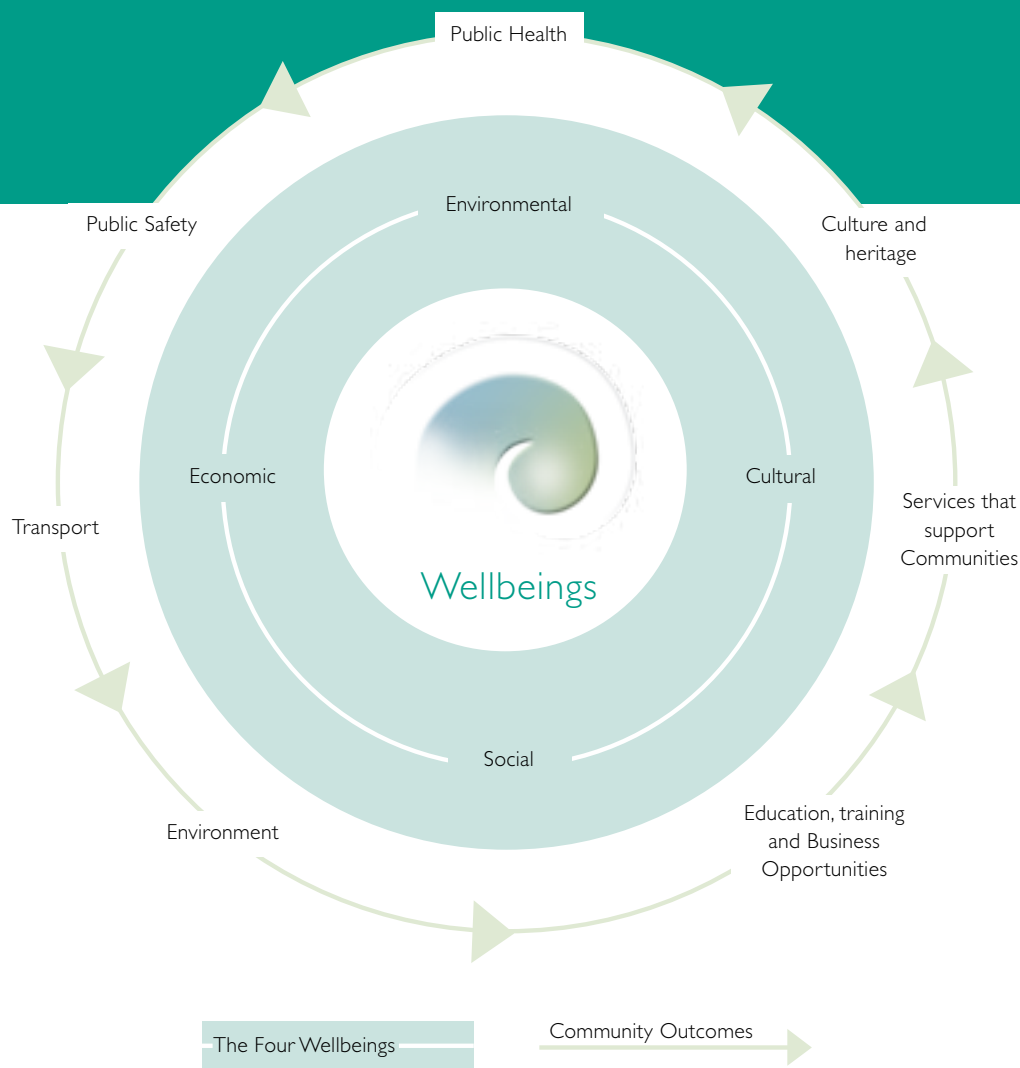 Public Health
Environmental
Public Safety
Culture and
heritage
Economic
Cultural
Transport
Services that
support
Communities
Wellbeings
Social
Environment
Education, training
and Business
Opportunities
The Four Wellbeings
Community Outcomes